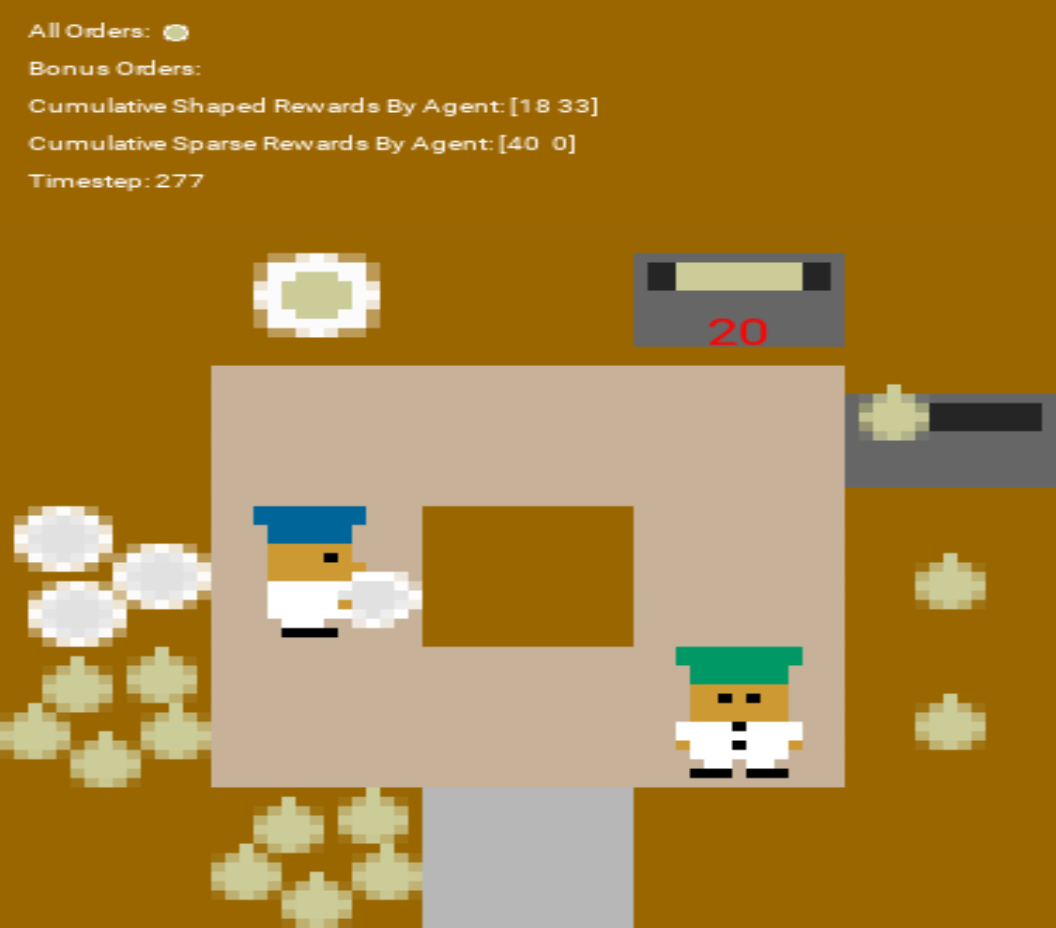 All Orders:
Bonus Orders:
Cumulative Shaped Rewards By Agent: [18 33]
Cumulative Sparse Rewards By Agent: [40  0]
Timestep: 277
20